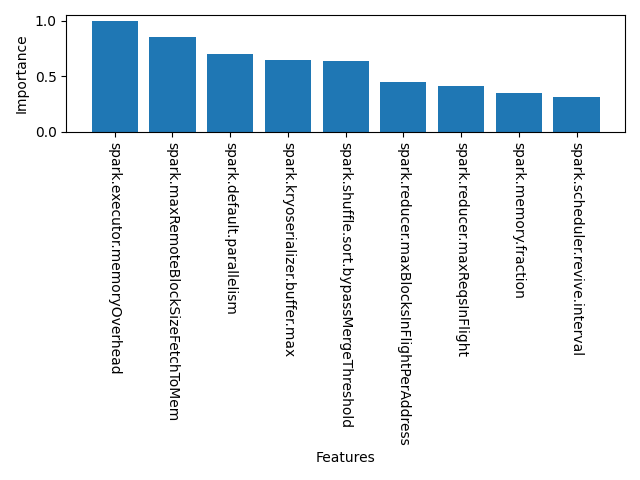 1.0
0.5
0.0
Importance
spark.executor.memoryOverhead
spark.maxRemoteBlockSizeFetchToMem
spark.default.parallelism
spark.kryoserializer.buffer.max
spark.shuffle.sort.bypassMergeThreshold
spark.reducer.maxBlocksInFlightPerAddress
spark.reducer.maxReqsInFlight
spark.memory.fraction
spark.scheduler.revive.interval
Features